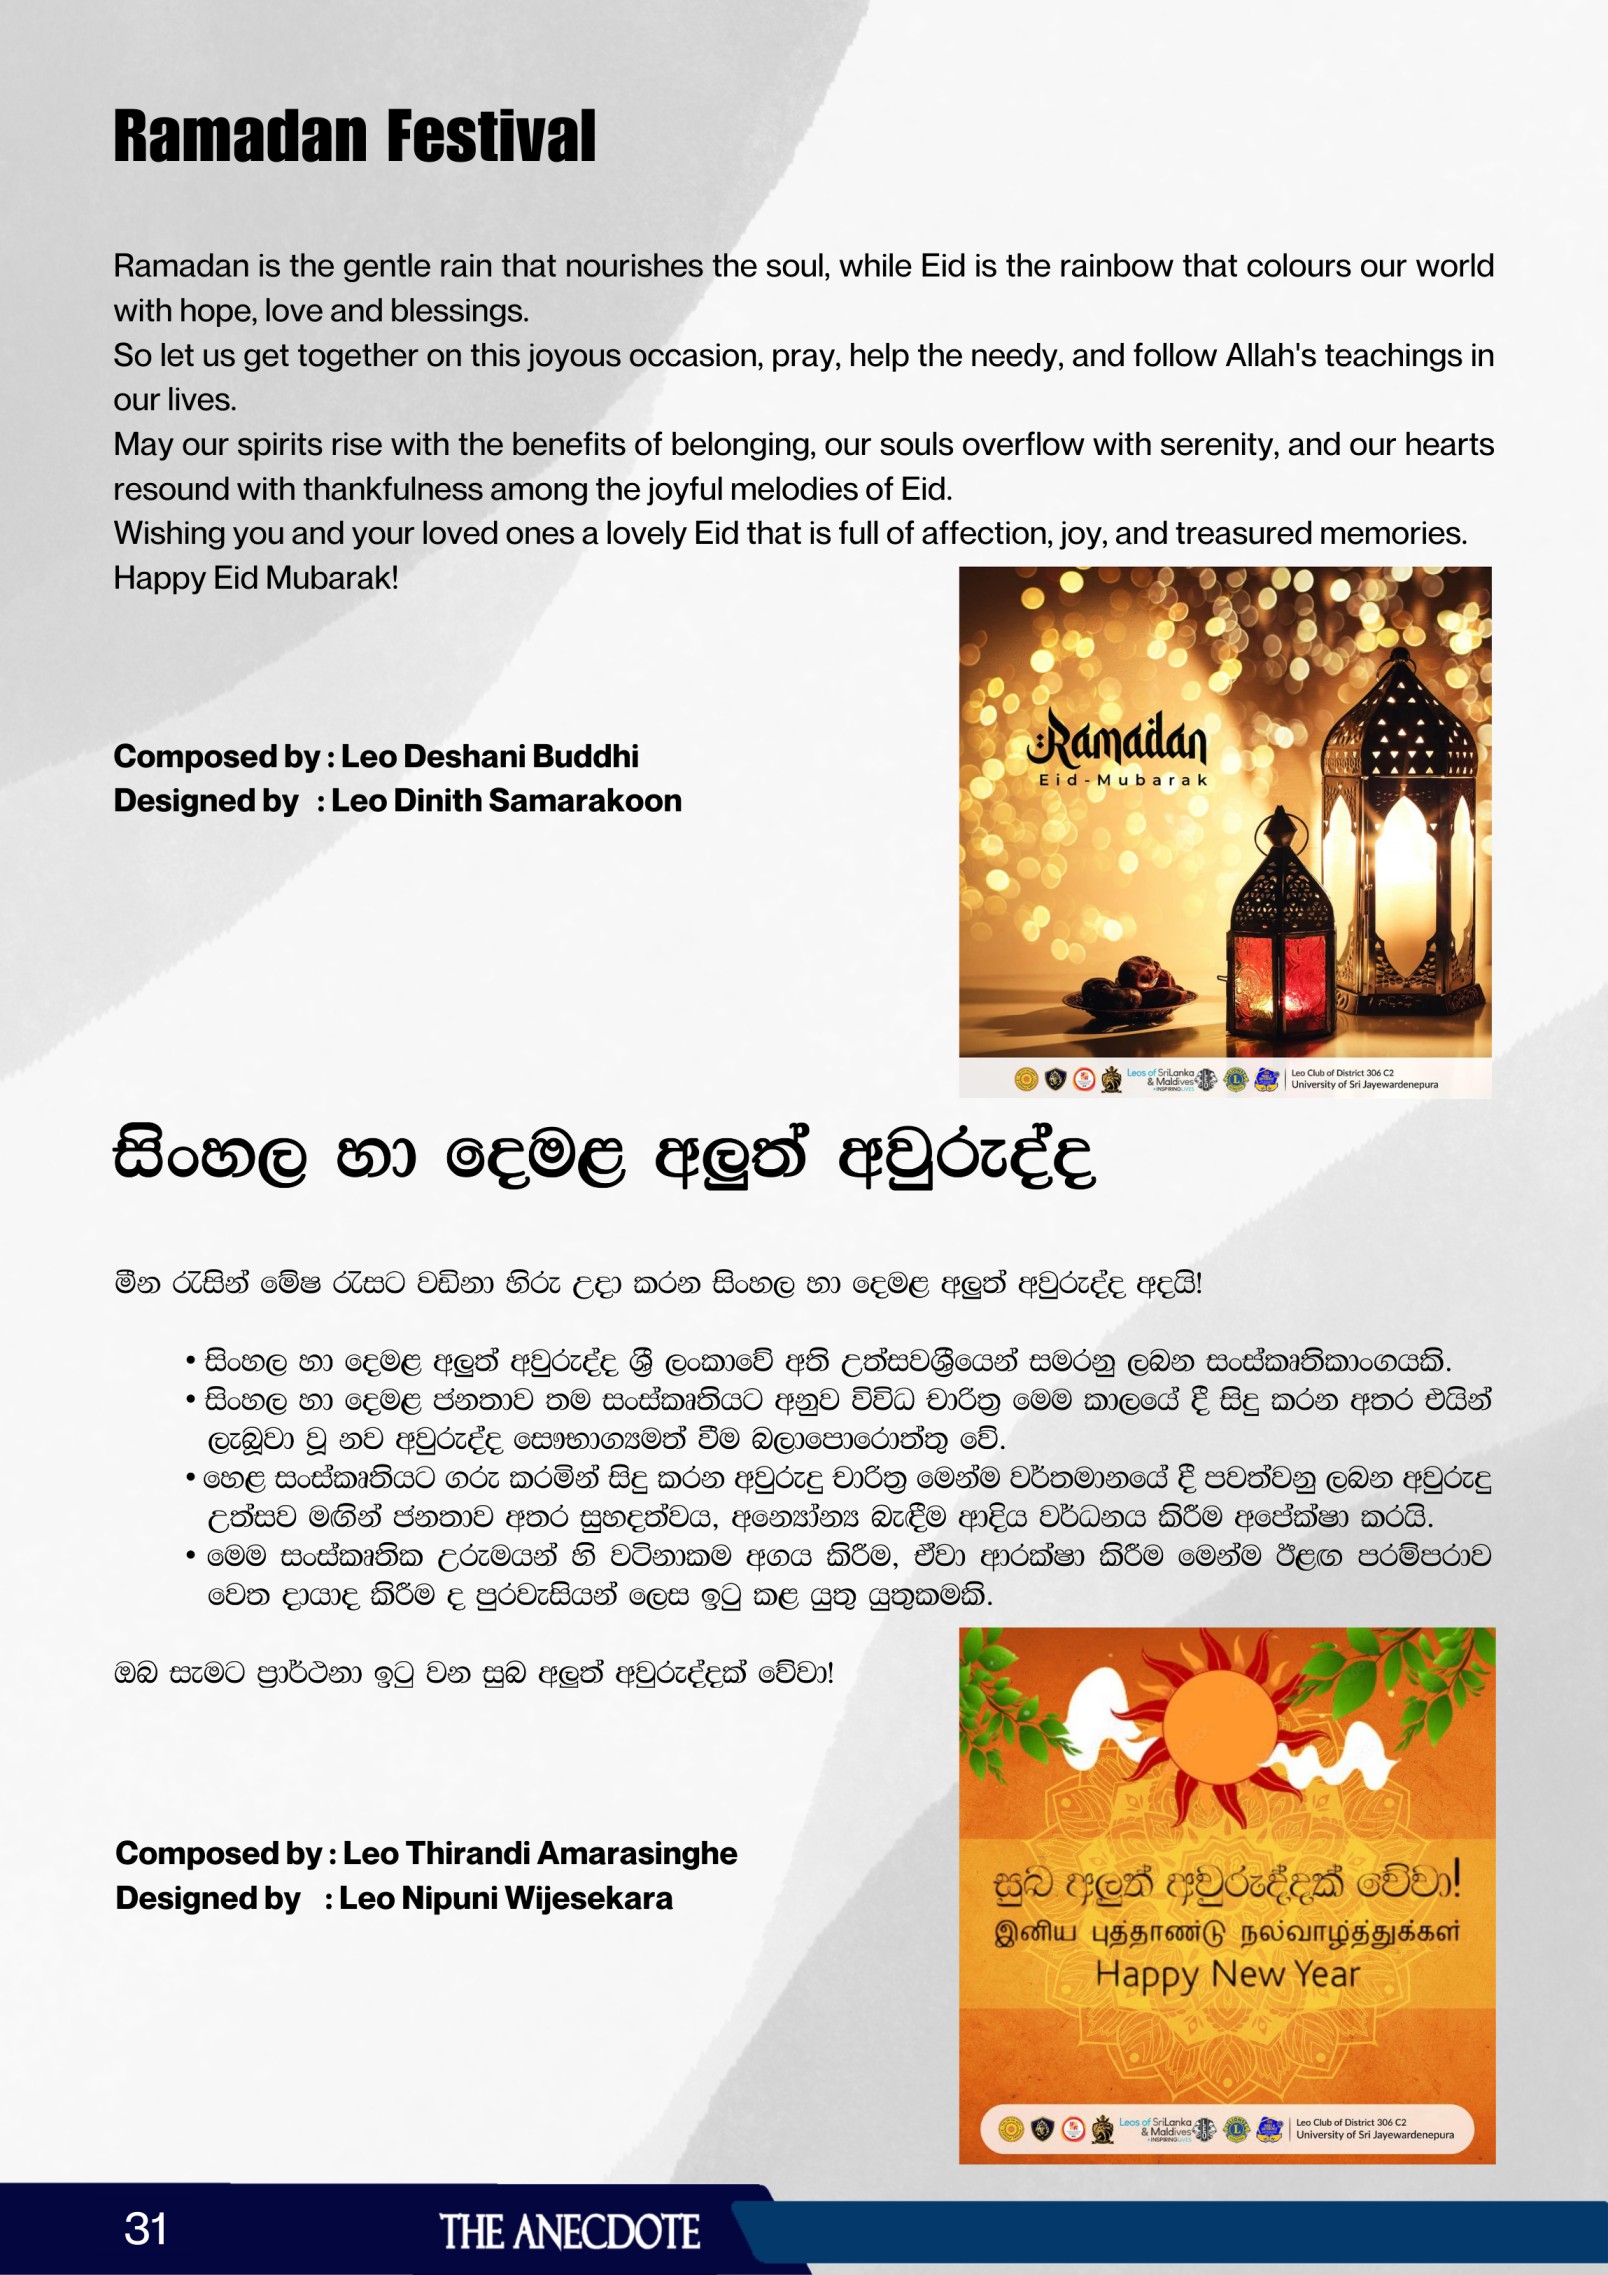 Ramadan Festival
Ramadan is the gentle rain that nourishes the soul, while Eid is the rainbow that colours our world
with hope, love and blessings.
So let us get together on this joyous occasion, pray, help the needy, and follow Allah's teachings in
our lives.
May our spirits rise with the benefits of belonging, our souls overflow with serenity, and our hearts
resound with thankfulness among the joyful melodies of Eid.
Wishing you and your loved ones a lovely Eid that is full of affection, joy, and treasured memories.
Happy Eid Mubarak!
Composed by : Leo Deshani Buddhi
Designed by : Leo Dinith Samarakoon
Ramadan
Eid-Mubarak
Leos of SriLanka
& Maldives
Leo Club of District 306 C2
University of Sri Jayewardenepura
සිංහල හා දෙමළ අලුත් අවුරුද්ද
මීන රැසින් මේෂ රැසට වඩිනා හිරු උදා කරන සිංහල හා දෙමළ අලුත් අවුරුද්ද අදයි!
• සිංහල හා දෙමළ අලුත් අවුරුද්ද ශ්‍රී ලංකාවේ අති උත්සවශ්‍රීයෙන් සමරනු ලබන සංස්කෘතිකාංගයකි.
• සිංහල හා දෙමළ ජනතාව තම සංස්කෘතියට අනුව විවිධ චාරිත්‍ර මෙම කාලයේ දී සිදු කරන අතර එයින්
ලැබූවා වූ නව අවුරුද්ද සෞභාග්‍යමත් වීම බලාපොරොත්තු වේ.
• හෙළ සංස්කෘතියට ගරු කරමින් සිදු කරන අවුරුදු චාරිත්‍ර මෙන්ම වර්තමානයේ දී පවත්වනු ලබන අවුරුදු
උත්සව මඟින් ජනතාව අතර සුහදත්වය, අන්‍යෝන්‍ය බැඳීම ආදිය වර්ධනය කිරීම අපේක්ෂා කරයි.
• මෙම සංස්කෘතික උරුමයන් හි වටිනාකම අගය කිරීම, ඒවා ආරක්ෂා කිරීම මෙන්ම ඊළඟ පරම්පරාව
වෙත දායාද කිරීම ද පුරවැසියන් ලෙස ඉටු කළ යුතු යුතුකමකි.
ඔබ සැමට ප්‍රාර්ථනා ඉටු වන සුබ අලුත් අවුරුද්දක් වේවා!
Composed by : Leo Thirandi Amarasinghe
Designed by : Leo Nipuni Wijesekara
සුබ අලුත් අවුරුද්දක් වේවා!
இனிய புத்தாண்டு நல்வாழ்த்துக்கள்
Happy New Year
Leos of SriLanka
& Maldives
Leo Club of District 306 C2
University of Sri Jayewardenepura
31
THE ANECDOTE